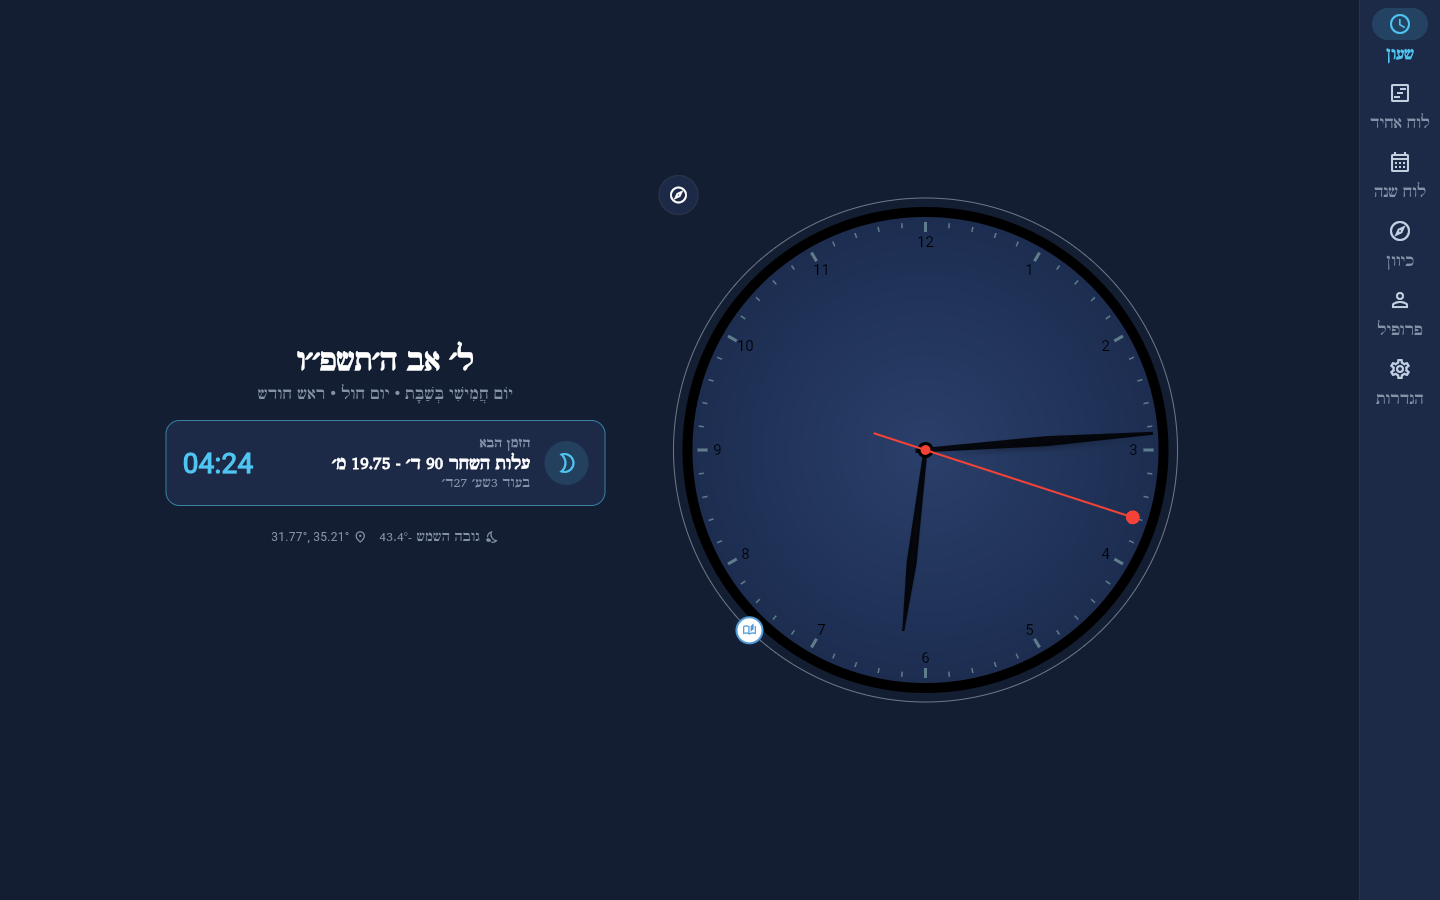 שעון
לוח אחיד
לוח שנה
כיוון
פרופיל
הגדרות
12
1
2
3
4
5
6
7
8
9
10
11
ל׳ אב ה׳תשפ״ו
יוֹם חֲמִישִׁי בְּשַׁבָּת • יום חול • ראש חודש
הזמן הבא
עלות השחר 90 ד׳ - 19.75 מ׳
בעוד 3שע׳ 27ד׳
04:24
גובה השמש -43.4°
31.77°, 35.21°